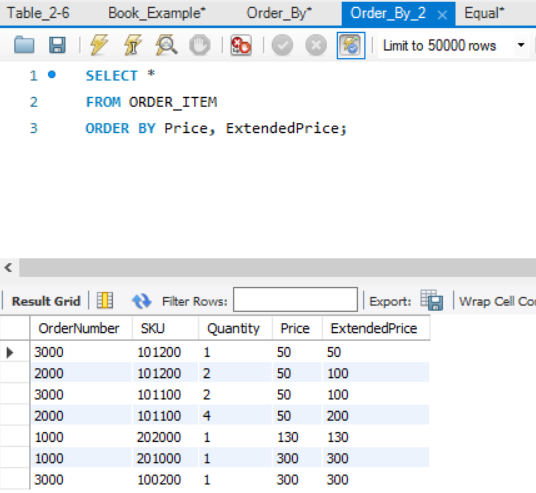 Table_2-6 Book_Example* Order_By* Order_By_2 Equal*
Limit to 50000 rows
1 SELECT *
2 FROM ORDER_ITEM
3 ORDER BY Price, ExtendedPrice;
Result Grid Filter Rows: Export: Wrap Cell Co
OrderNumber SKU Quantity Price ExtendedPrice
3000 101200 1 50 50
2000 101200 2 50 100
3000 101100 2 50 100
2000 101100 4 50 200
1000 202000 1 130 130
1000 201000 1 300 300
3000 100200 1 300 300